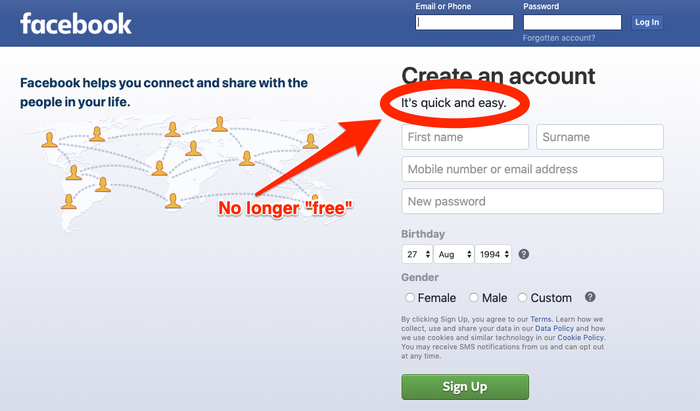 facebook
Email or Phone
Password
Log In
Forgotten account?
Facebook helps you connect and share with the
people in your life.
Create an account
It's quick and easy.
No longer "free"
First name
Surname
Mobile number or email address
New password
Birthday
27 Aug 1994 ?
Gender
Female Male Custom ?
By clicking Sign Up, you agree to our Terms. Learn how we
collect, use and share your data in our Data Policy and how
we use cookies and similar technology in our Cookie Policy.
You may receive SMS notifications from us and can opt out
at any time.
Sign Up